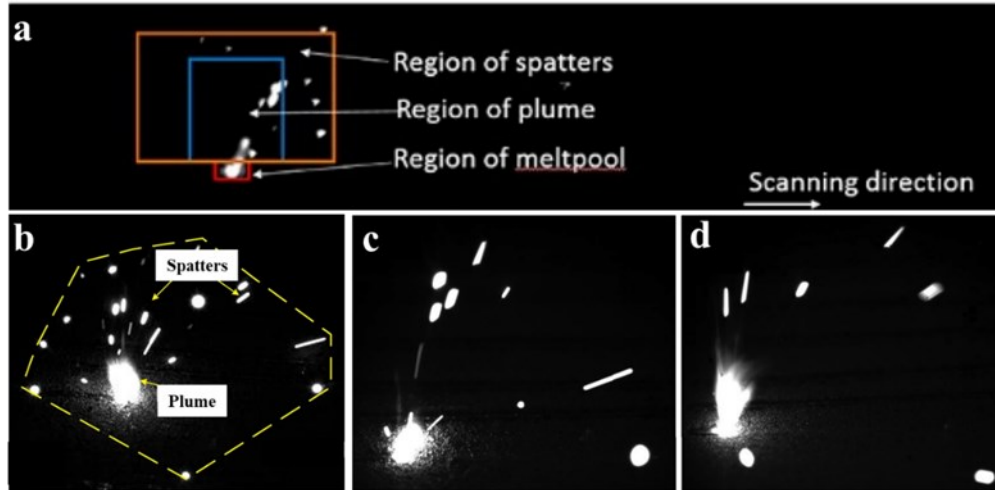 a
Region of spatters
Region of plume
Region of meltpool
Scanning direction
b
Spatters
Plume
c
d